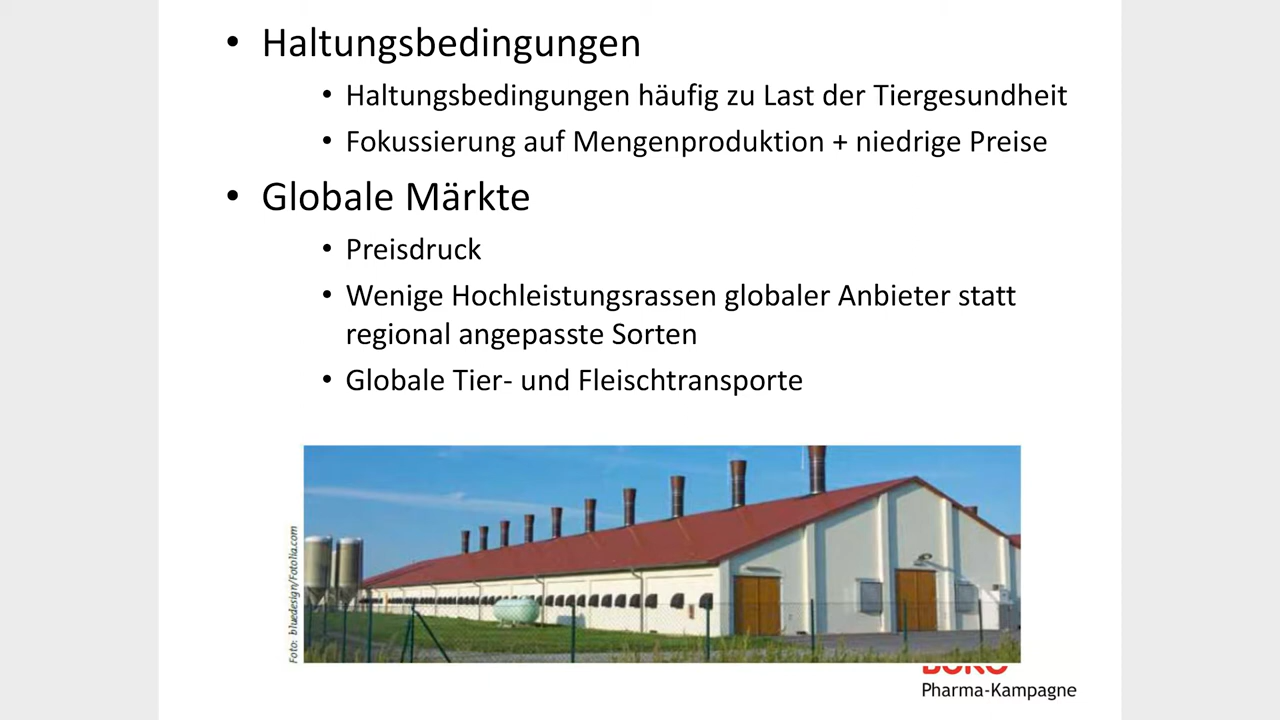 • Haltungsbedingungen
• Haltungsbedingungen häufig zu Last der Tiergesundheit
• Fokussierung auf Mengenproduktion + niedrige Preise
• Globale Märkte
• Preisdruck
• Wenige Hochleistungsrassen globaler Anbieter statt
regional angepasste Sorten
• Globale Tier- und Fleischtransporte
Foto: bluedesign/Fotolia.com
BUKO
Pharma-Kampagne